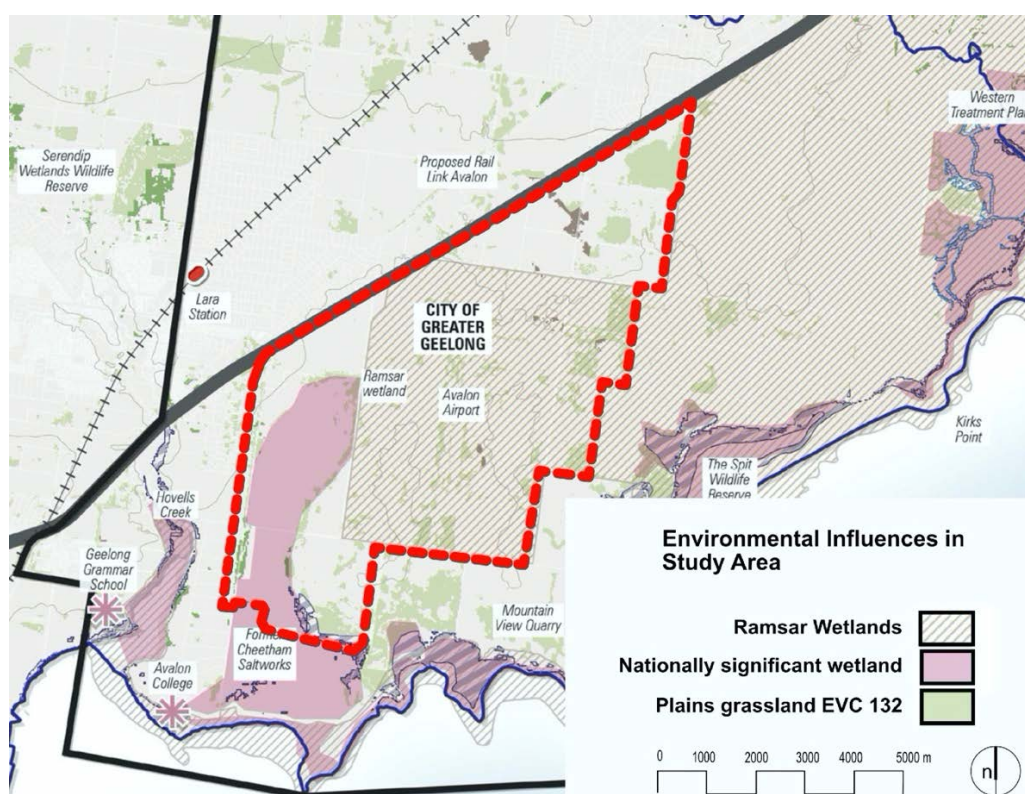 Western
Treatment Plan
Serendip
Wetlands Wildlife
Reserve
Proposed Rail
Link Avalon
Lara
Station
CITY OF
GREATER
GEELONG
Ramsar
wetland
Avalon
Airport
Kirks
Point
The Spit
Wildlife
Reserve
Hovells
Creek
Geelong
Grammar
School
Mountain
View Quarry
Former
Cheetham
Saltworks
Avalon
College
Environmental Influences in
Study Area
Ramsar Wetlands
Nationally significant wetland
Plains grassland EVC 132
0 1000 2000 3000 4000 5000 m
n